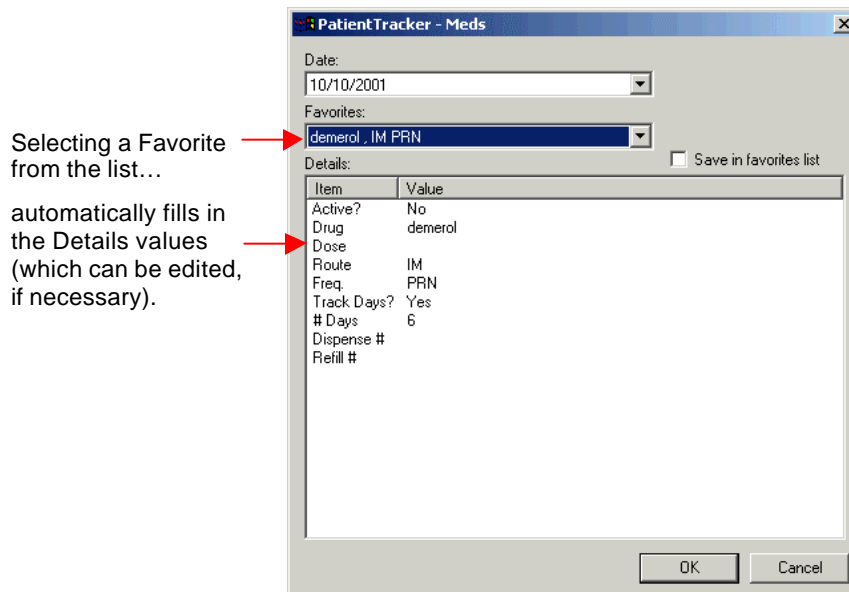 PatientTracker - Meds
Date:
10/10/2001
Favorites:
demerol , IM PRN
Save in favorites list
Selecting a Favorite
from the list…
automatically fills in
the Details values
(which can be edited,
if necessary).
Details:
Item Value
Active? No
Drug demerol
Dose
Route IM
Freq. PRN
Track Days? Yes
# Days 6
Dispense #
Refill #
OK Cancel